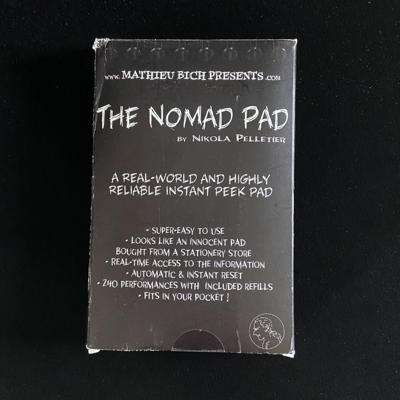 www. MATHIEU BICH PRESENTS .com
THE NOMAD PAD
BY NIKOLA PELLETIER
A REAL-WORLD AND HIGHLY
RELIABLE INSTANT PEEK PAD
- SUPER-EASY TO USE
- LOOKS LIKE AN INNOCENT PAD
BOUGHT FROM A STATIONERY STORE
- REAL-TIME ACCESS TO THE INFORMATION
- AUTOMATIC & INSTANT RESET
- 240 PERFORMANCES WITH INCLUDED REFILLS
- FITS IN YOUR POCKET !